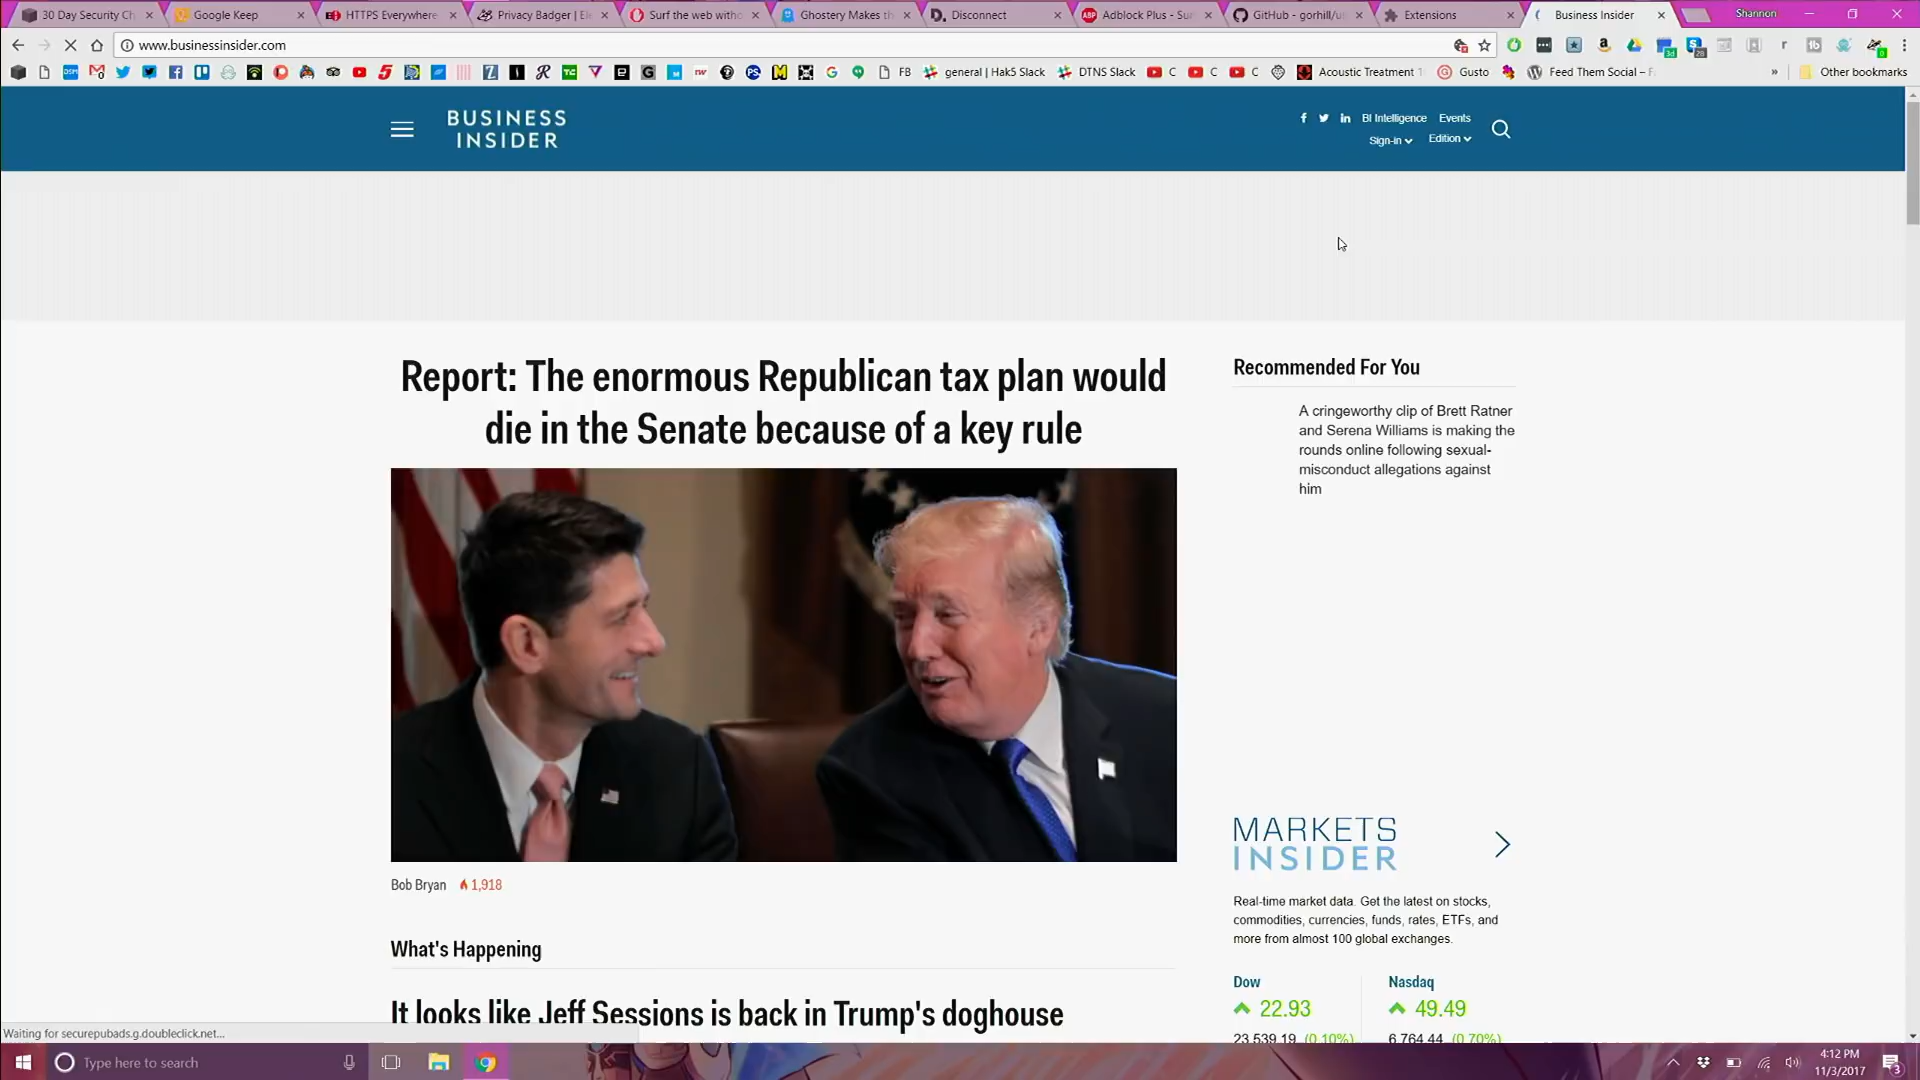 30 Day Security Ch
Google Keep
HTTPS Everywhere
Privacy Badger | Ele
Surf the web witho
Ghostery Makes th
Disconnect
Adblock Plus - Sur
GitHub - gorhill/u
Extensions
Business Insider
Shannon
www.businessinsider.com
FB
general | Hak5 Slack
DTNS Slack
C
C
C
Acoustic Treatment
Gusto
Feed Them Social –
Other bookmarks
BUSINESS
INSIDER
BI Intelligence Events
Sign-in Edition
Report: The enormous Republican tax plan would
die in the Senate because of a key rule
Bob Bryan 1,918
What's Happening
It looks like Jeff Sessions is back in Trump's doghouse
Recommended For You
A cringeworthy clip of Brett Ratner
and Serena Williams is making the
rounds online following sexual-
misconduct allegations against
him
MARKETS
INSIDER
Real-time market data. Get the latest on stocks,
commodities, currencies, funds, rates, ETFs, and
more from almost 100 global exchanges.
Dow Nasdaq
22.93 49.49
23,539.19 (0.10%) 6,764.44 (0.70%)
Waiting for securepubads.g.doubleclick.net...
Type here to search
4:12 PM
11/3/2017